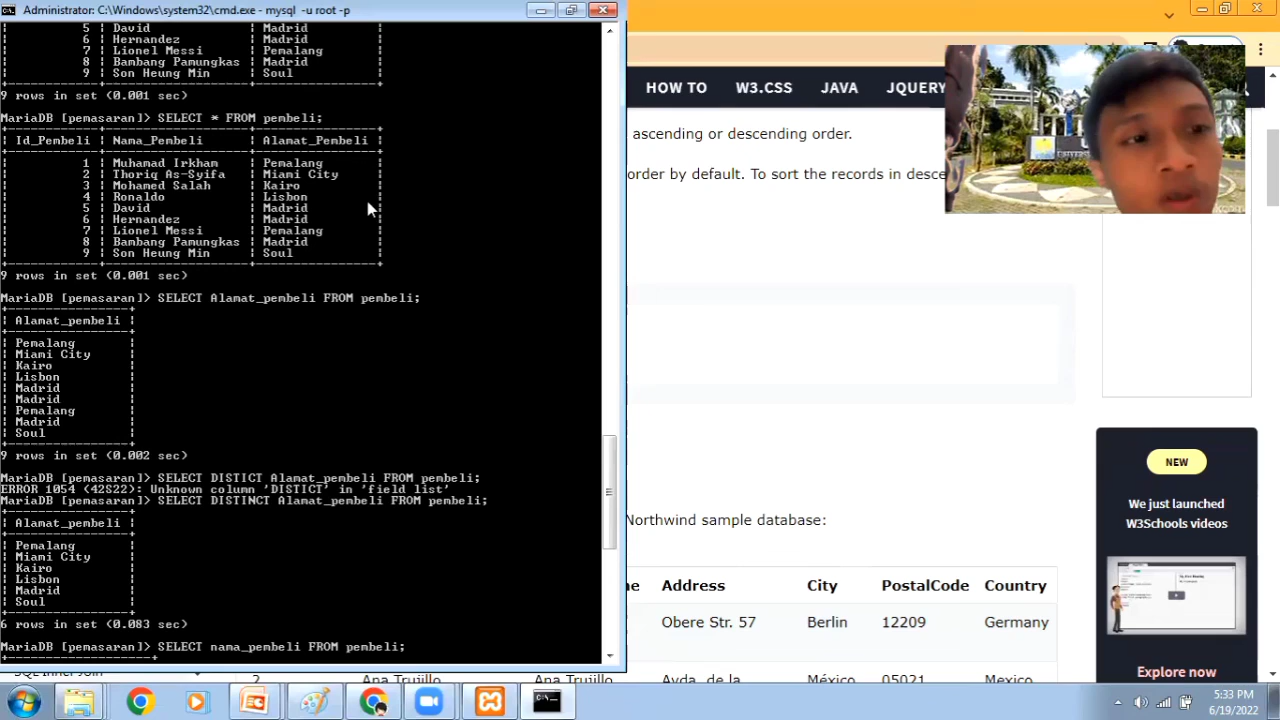 Administrator: C:\Windows\system32\cmd.exe - mysql -u root -p
5 | David | Madrid |
6 | Hernandez | Madrid |
7 | Lionel Messi | Pemalang |
8 | Bambang Pamungkas | Madrid |
9 | Son Heung Min | Soul |
9 rows in set (0.001 sec)
MariaDB [pemasaran]> SELECT * FROM pembeli;
| Id_Pembeli | Nama_Pembeli | Alamat_Pembeli |
| 1 | Muhamad Irkham | Pemalang |
| 2 | Thoriq As-Syifa | Miami City |
| 3 | Mohamed Salah | Kairo |
| 4 | Ronaldo | Lisbon |
| 5 | David | Madrid |
| 6 | Hernandez | Madrid |
| 7 | Lionel Messi | Pemalang |
| 8 | Bambang Pamungkas | Madrid |
| 9 | Son Heung Min | Soul |
9 rows in set (0.001 sec)
MariaDB [pemasaran]> SELECT Alamat_pembeli FROM pembeli;
| Alamat_pembeli |
| Pemalang |
| Miami City |
| Kairo |
| Lisbon |
| Madrid |
| Madrid |
| Pemalang |
| Madrid |
| Soul |
9 rows in set (0.002 sec)
MariaDB [pemasaran]> SELECT DISTICT Alamat_pembeli FROM pembeli;
ERROR 1054 (42S22): Unknown column 'DISTICT' in 'field list'
MariaDB [pemasaran]> SELECT DISTINCT Alamat_pembeli FROM pembeli;
| Alamat_pembeli |
| Pemalang |
| Miami City |
| Kairo |
| Lisbon |
| Madrid |
| Soul |
6 rows in set (0.083 sec)
MariaDB [pemasaran]> SELECT nama_pembeli FROM pembeli;
HOW TO W3.CSS JAVA JQUERY
ascending or descending order.
order by default. To sort the records in
Northwind sample database:
Address City PostalCode Country
Obere Str. 57 Berlin 12209 Germany
2 Ana Trujillo Ana Trujillo Avda. de la México 05021 Mexico
NEW
We just launched
W3Schools videos
Explore now
5:33 PM
6/19/2022